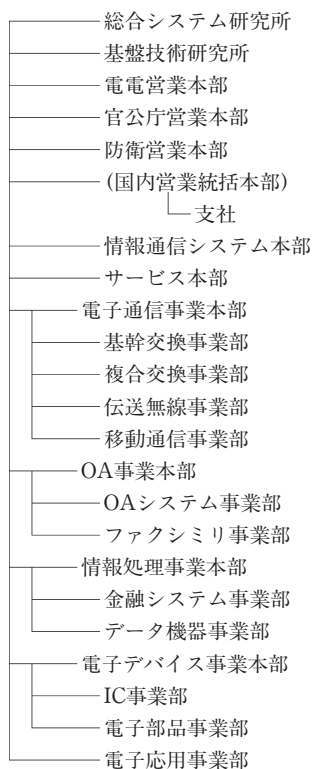 総合システム研究所
基盤技術研究所
電電営業本部
官公庁営業本部
防衛営業本部
(国内営業統括本部)
支社
情報通信システム本部
サービス本部
電子通信事業本部
基幹交換事業部
複合交換事業部
伝送無線事業部
移動通信事業部
OA事業本部
OAシステム事業部
ファクシミリ事業部
情報処理事業本部
金融システム事業部
データ機器事業部
電子デバイス事業本部
IC事業部
電子部品事業部
電子応用事業部